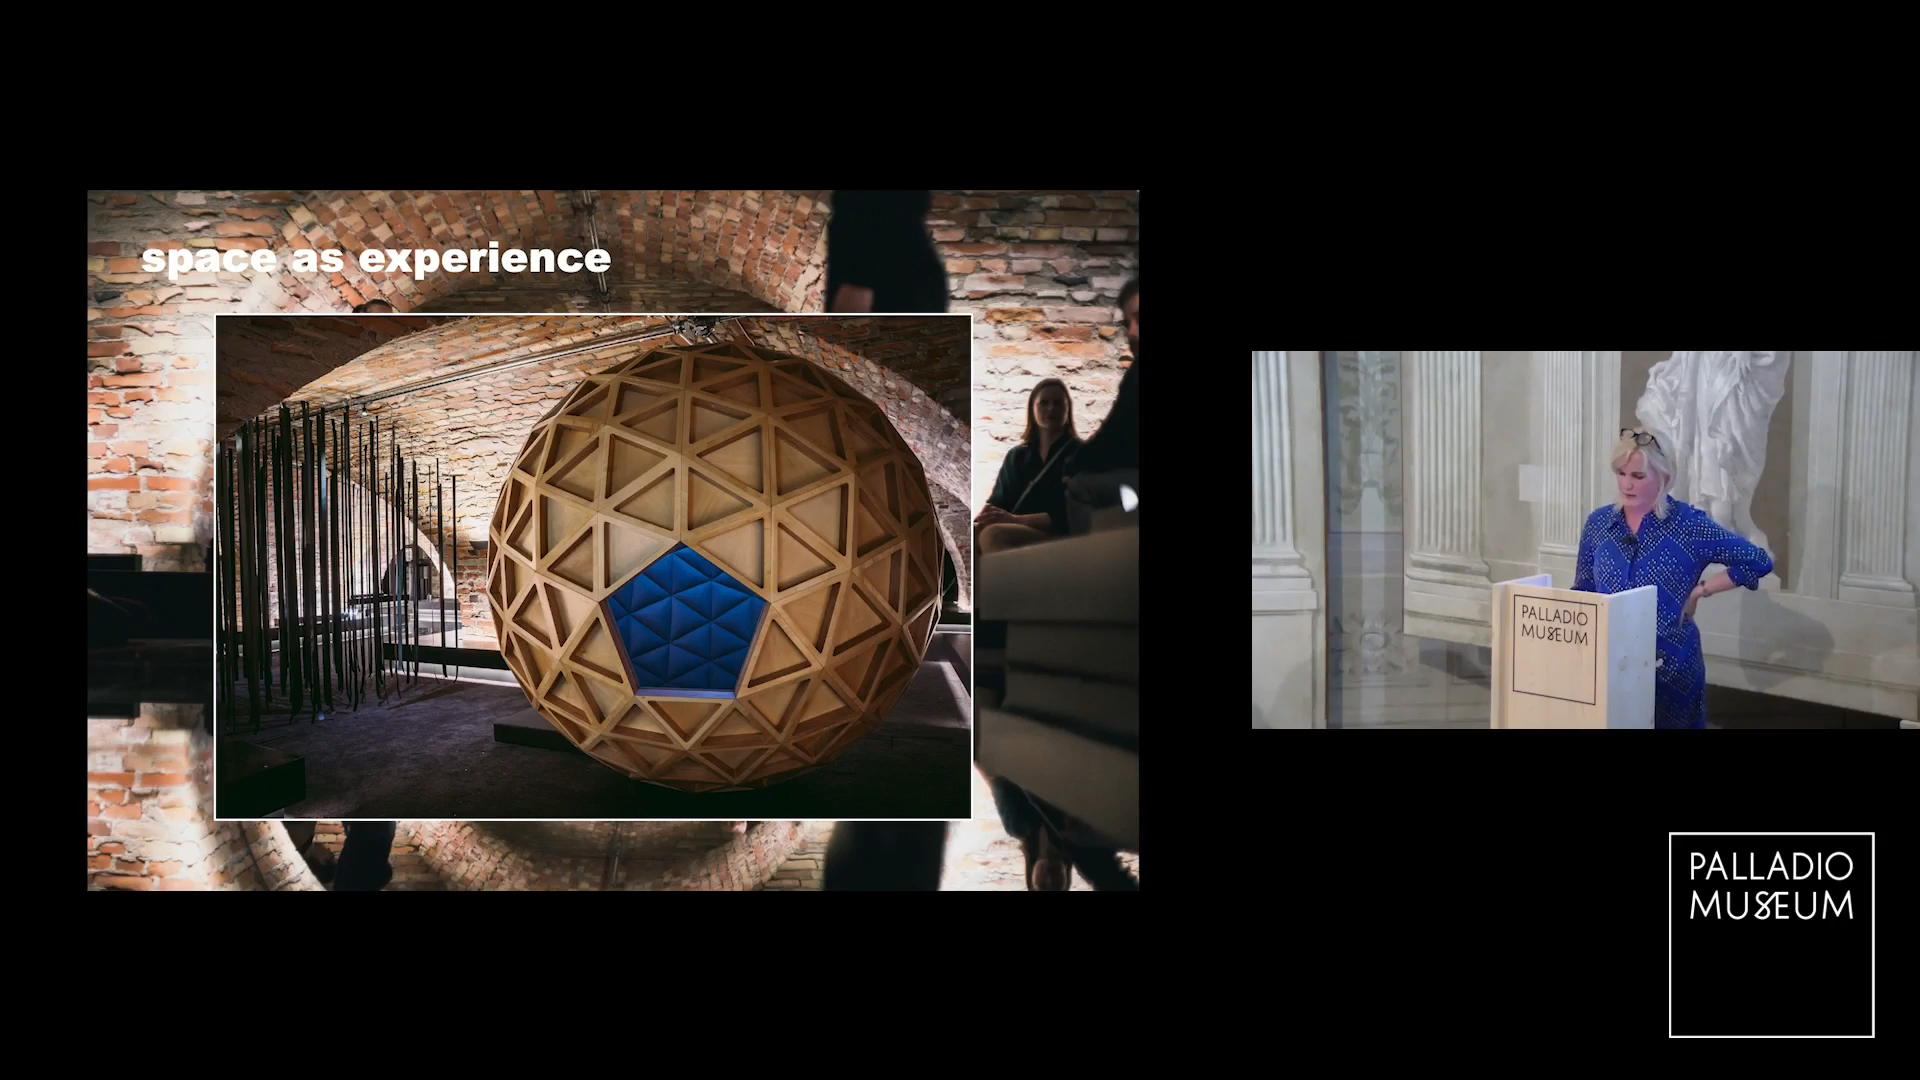 space as experience
PALLADIO
MUSEUM
PALLADIO
MUSEUM